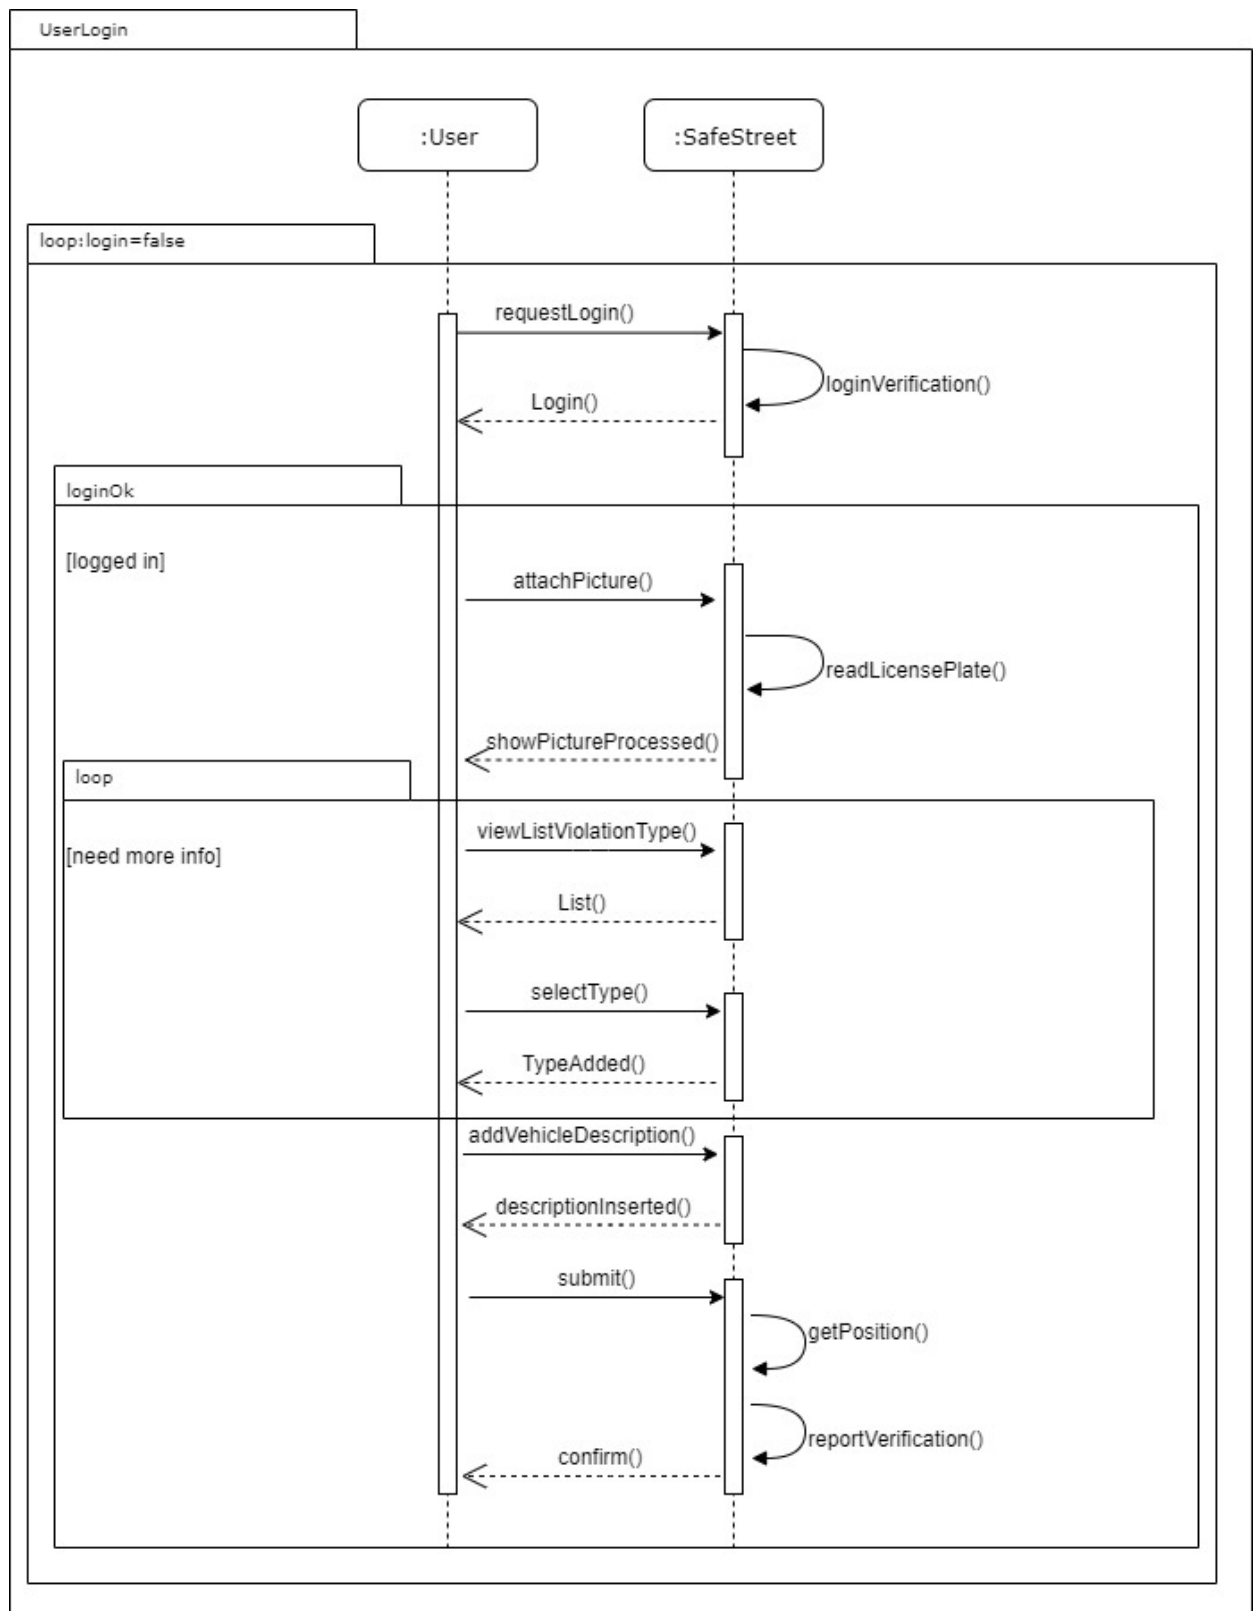 UserLogin
:User
:SafeStreet
loop:login=false
requestLogin()
loginVerification()
Login()
loginOk
[logged in]
attachPicture()
readLicensePlate()
showPictureProcessed()
loop
viewListViolationType()
[need more info]
List()
selectType()
TypeAdded()
addVehicleDescription()
descriptionInserted()
submit()
getPosition()
reportVerification()
confirm()